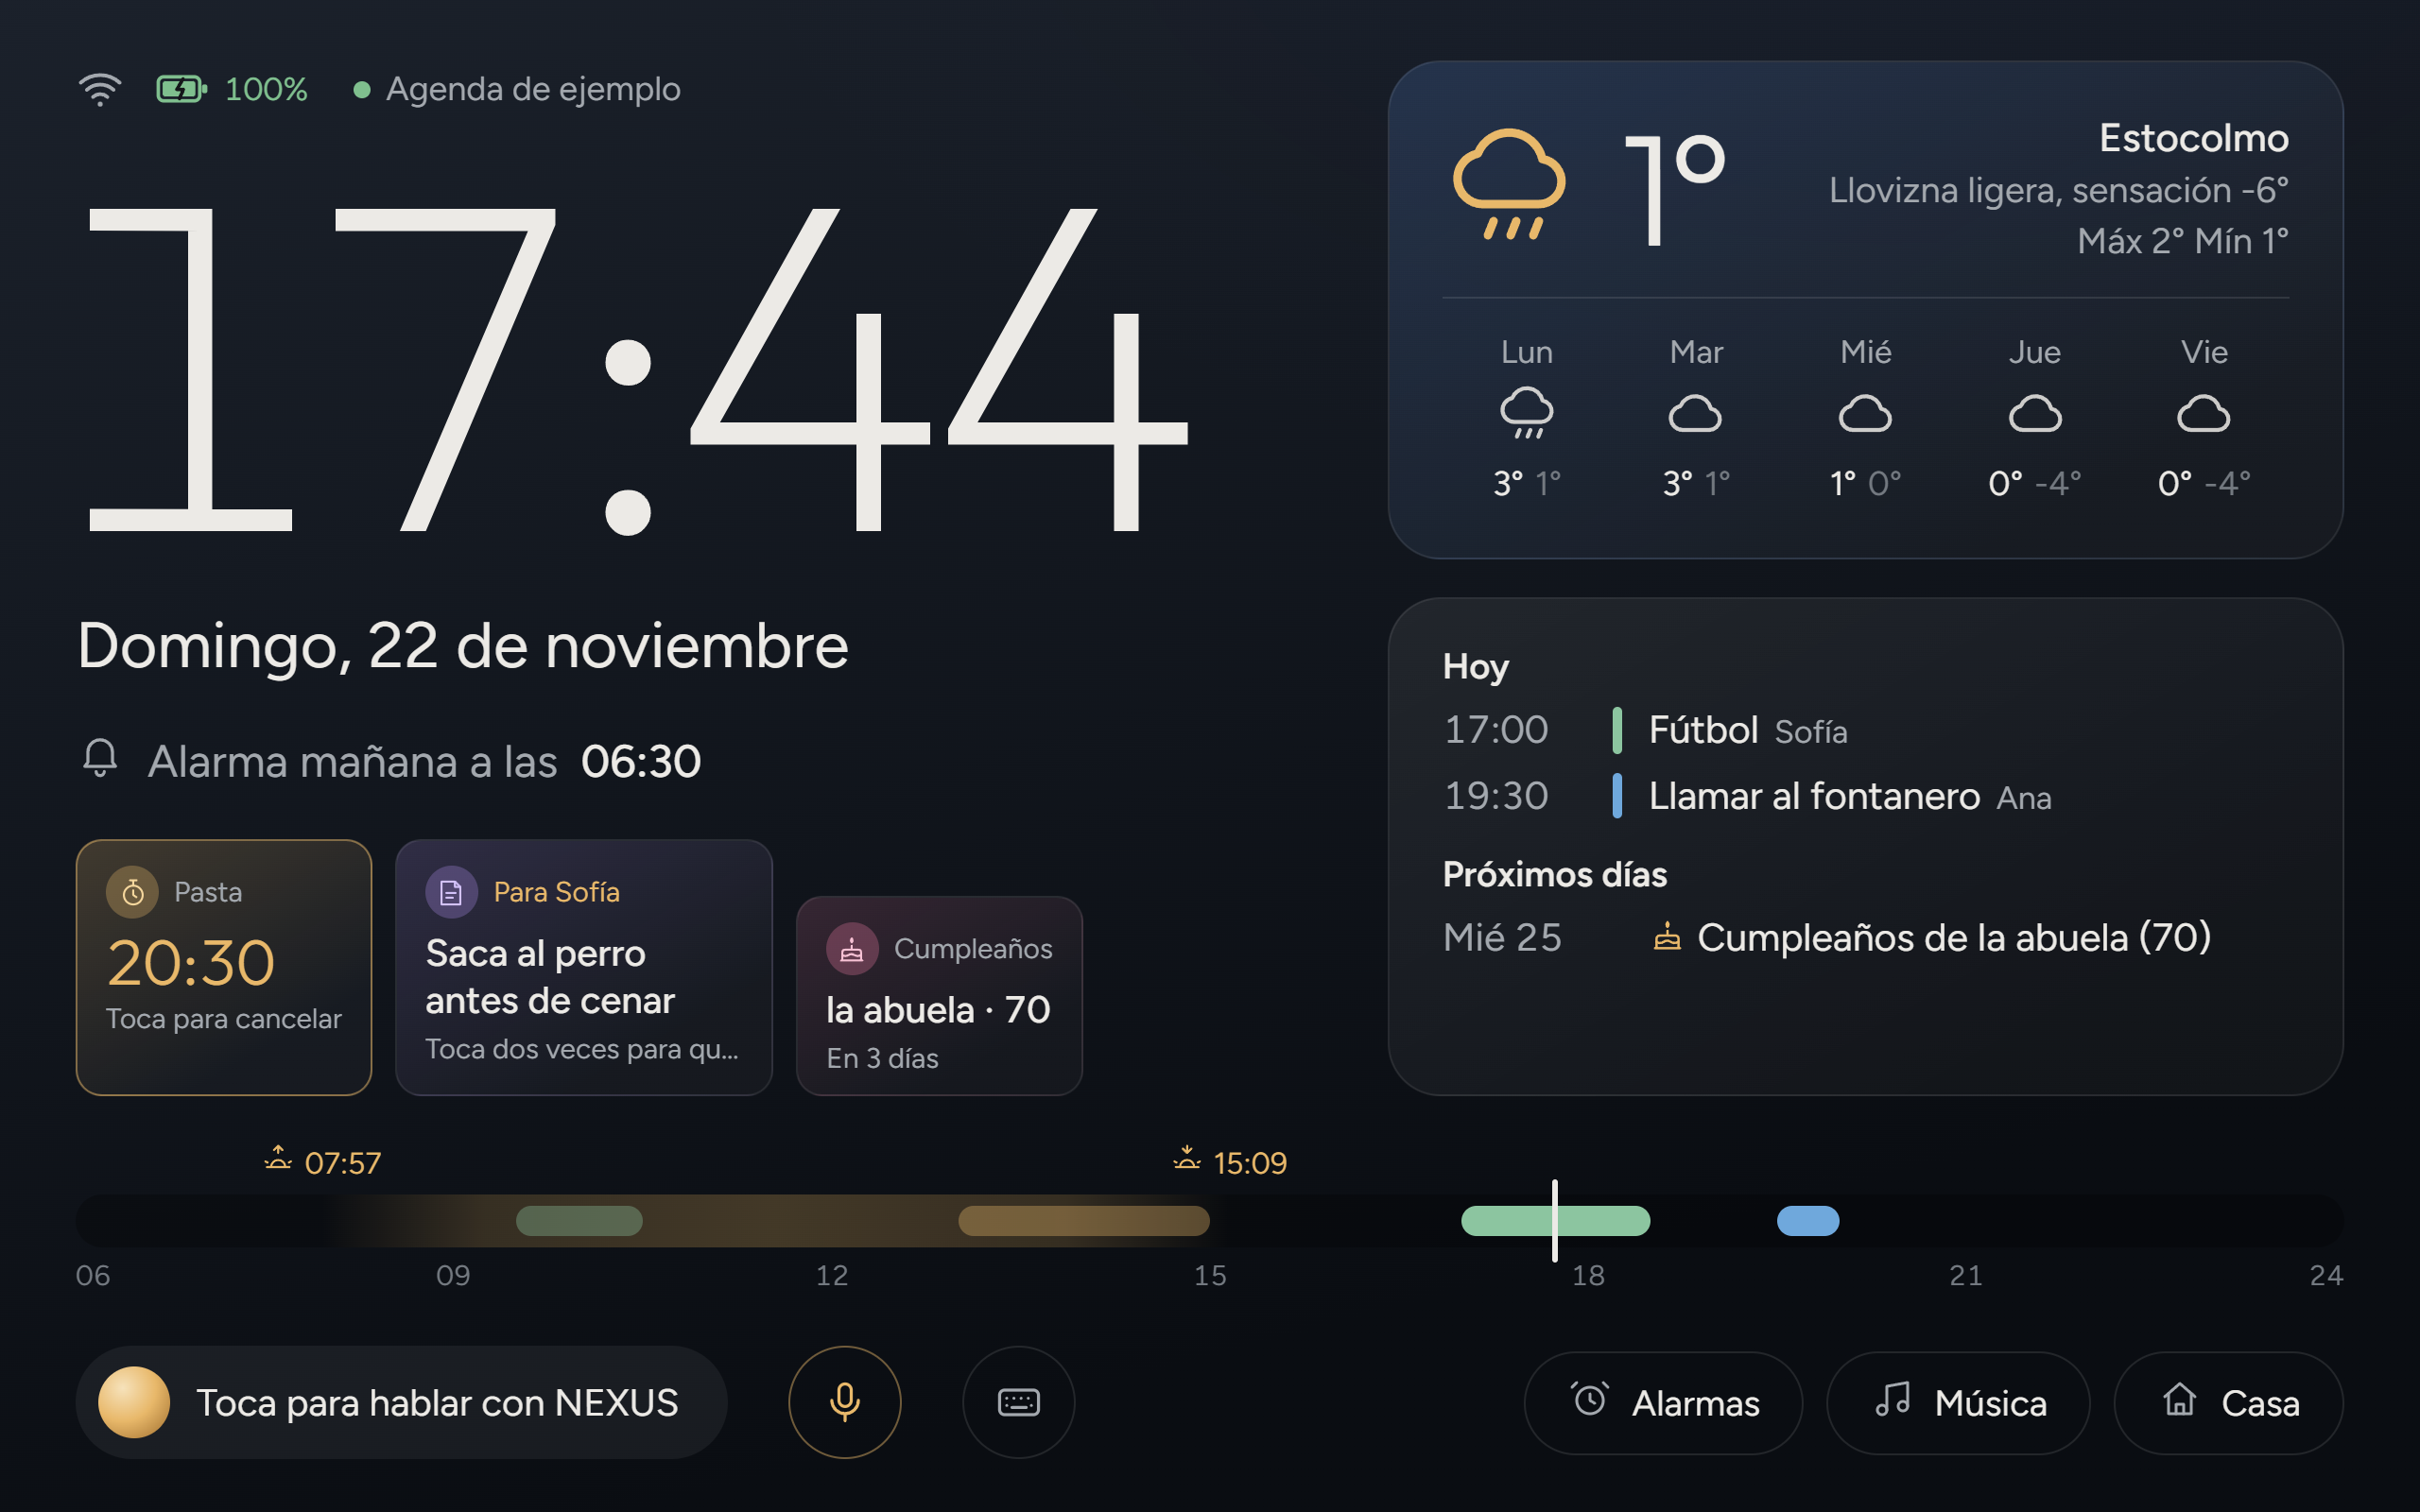 100%
Agenda de ejemplo
17:44
Domingo, 22 de noviembre
Alarma mañana a las 06:30
Pasta
20:30
Toca para cancelar
Para Sofía
Saca al perro
antes de cenar
Toca dos veces para qu...
Cumpleaños
la abuela · 70
En 3 días
Estocolmo
1°
Llovizna ligera, sensación -6°
Máx 2° Mín 1°
Lun Mar Mié Jue Vie
3° 1° 3° 1° 1° 0° 0° -4° 0° -4°
Hoy
17:00 Fútbol Sofía
19:30 Llamar al fontanero Ana
Próximos días
Mié 25 Cumpleaños de la abuela (70)
07:57 15:09
06 09 12 15 18 21 24
Toca para hablar con NEXUS
Alarmas
Música
Casa